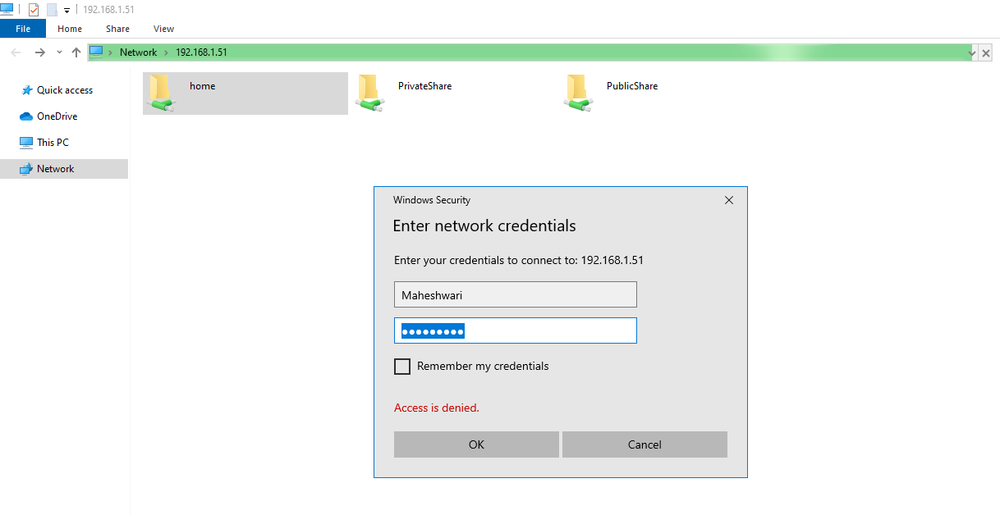 192.168.1.51
File Home Share View
Network 192.168.1.51
Quick access
OneDrive
This PC
Network
home PrivateShare PublicShare
Windows Security
Enter network credentials
Enter your credentials to connect to: 192.168.1.51
Maheshwari
●●●●●●●●●
Remember my credentials
Access is denied.
OK Cancel